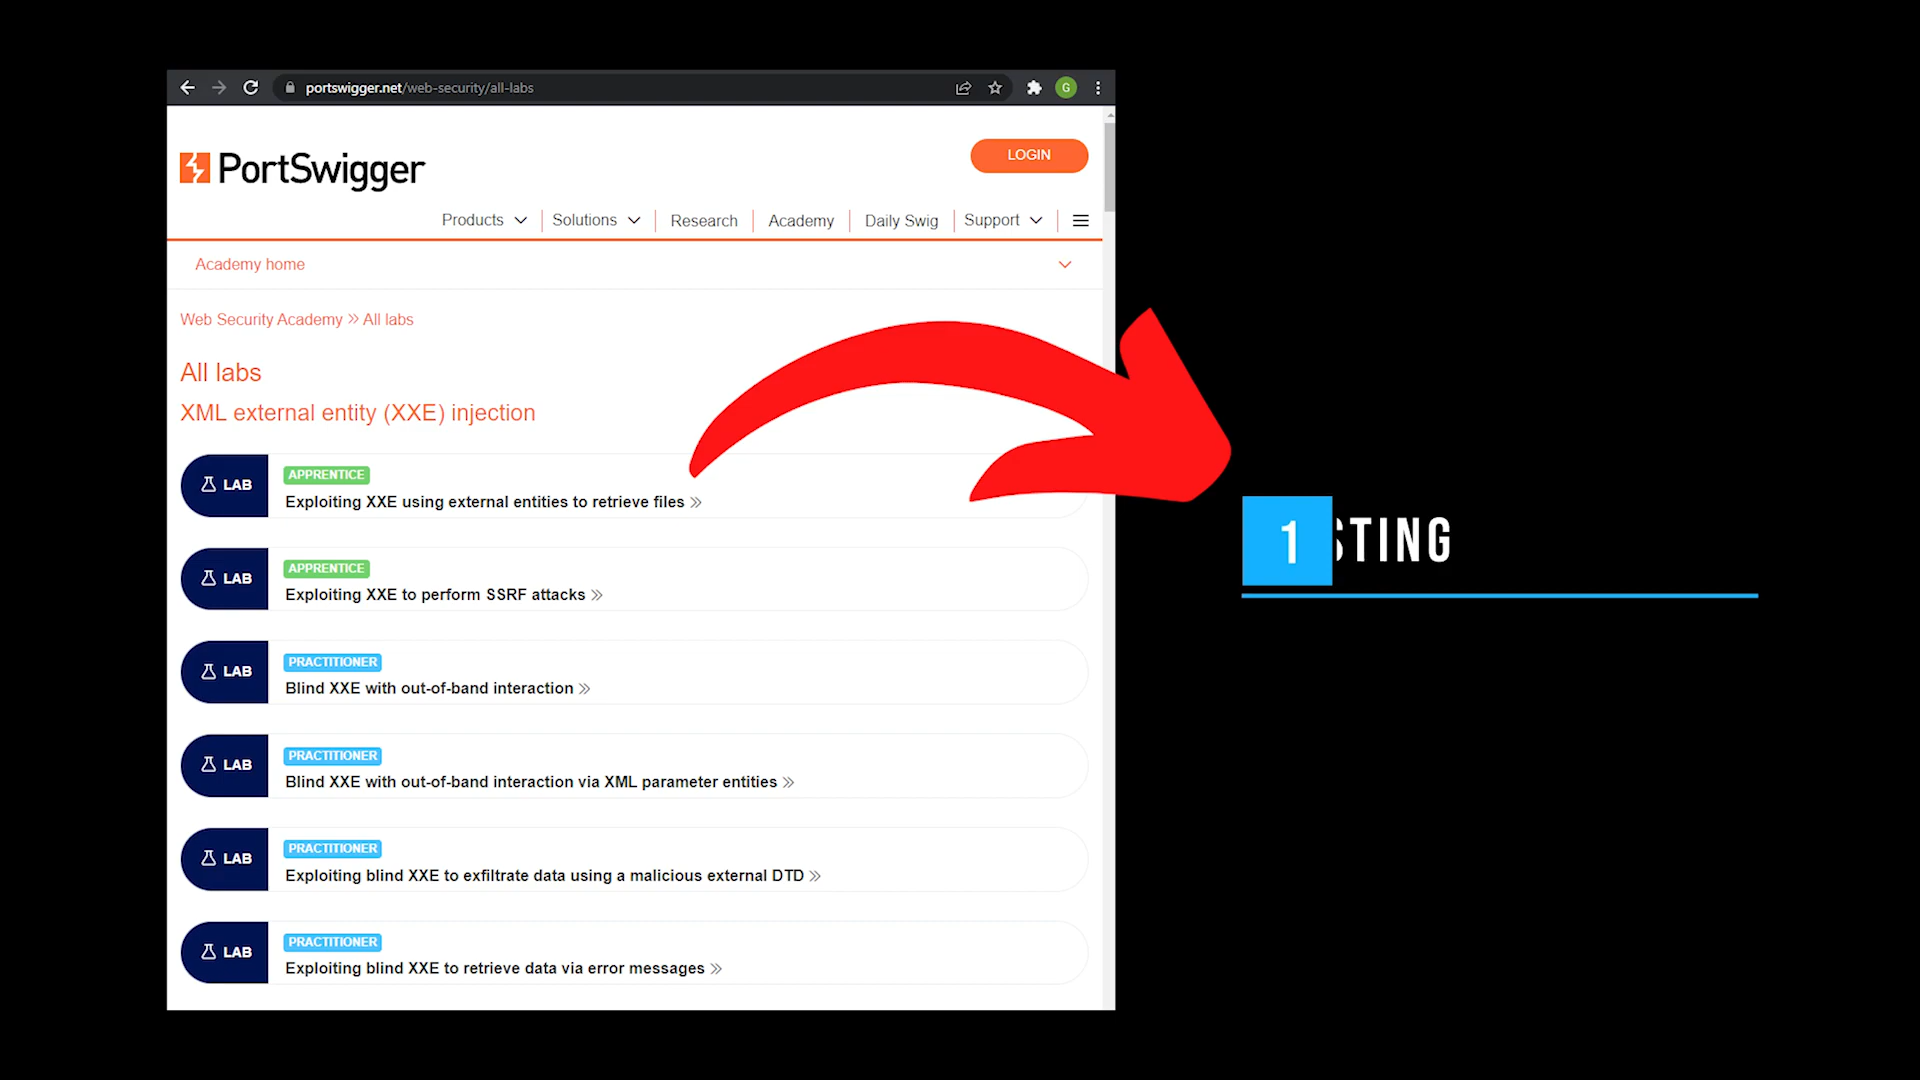 portswigger.net/web-security/all-labs
G
PortSwigger
LOGIN
Products
Solutions
Research
Academy
Daily Swig
Support
Academy home
Web Security Academy >> All labs
All labs
XML external entity (XXE) injection
LAB
APPRENTICE
Exploiting XXE using external entities to retrieve files >>
LAB
APPRENTICE
Exploiting XXE to perform SSRF attacks >>
LAB
PRACTITIONER
Blind XXE with out-of-band interaction >>
LAB
PRACTITIONER
Blind XXE with out-of-band interaction via XML parameter entities >>
LAB
PRACTITIONER
Exploiting blind XXE to exfiltrate data using a malicious external DTD >>
LAB
PRACTITIONER
Exploiting blind XXE to retrieve data via error messages >>
1 STING